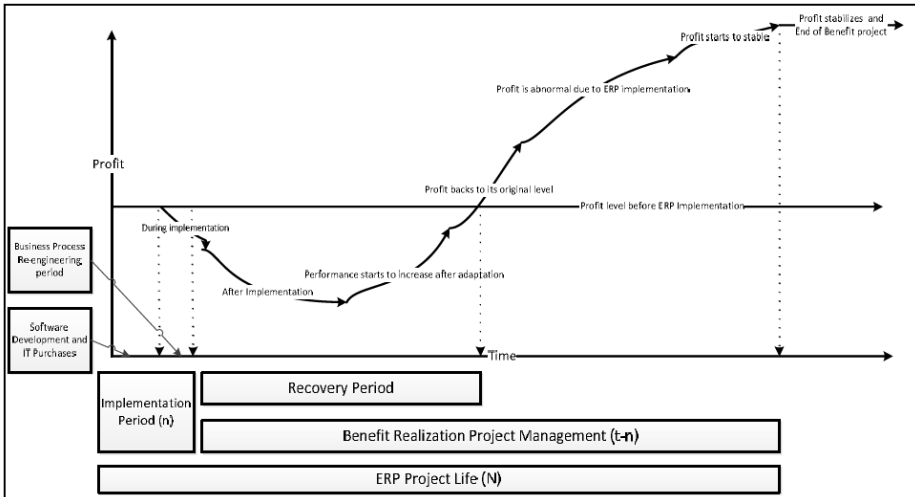 Profit stabilizes and
End of Benefit project
Profit starts to stable
Profit is abnormal due to ERP implementation
Profit
Profit backs to its original level
Profit level before ERP Implementation
During implementation
Business Process
Re-engineering
period
Performance starts to increase after adaptation
After Implementation
Software
Development and
IT Purchases
Time
Recovery Period
Implementation
Period (n)
Benefit Realization Project Management (t-n)
ERP Project Life (N)